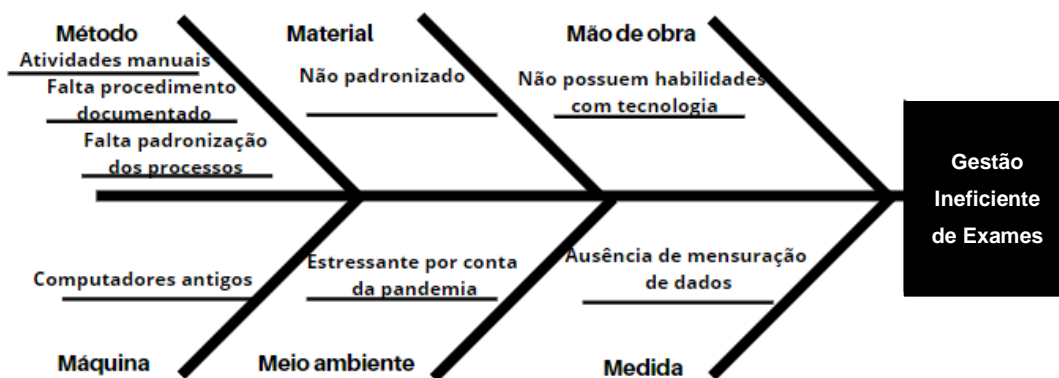 Método
Atividades manuais
Falta procedimento
documentado
Falta padronização
dos processos
Material
Não padronizado
Mão de obra
Não possuem habilidades
com tecnologia
Gestão
Ineficiente
de Exames
Computadores antigos
Máquina
Estressante por conta
da pandemia
Meio ambiente
Ausência de mensuração
de dados
Medida